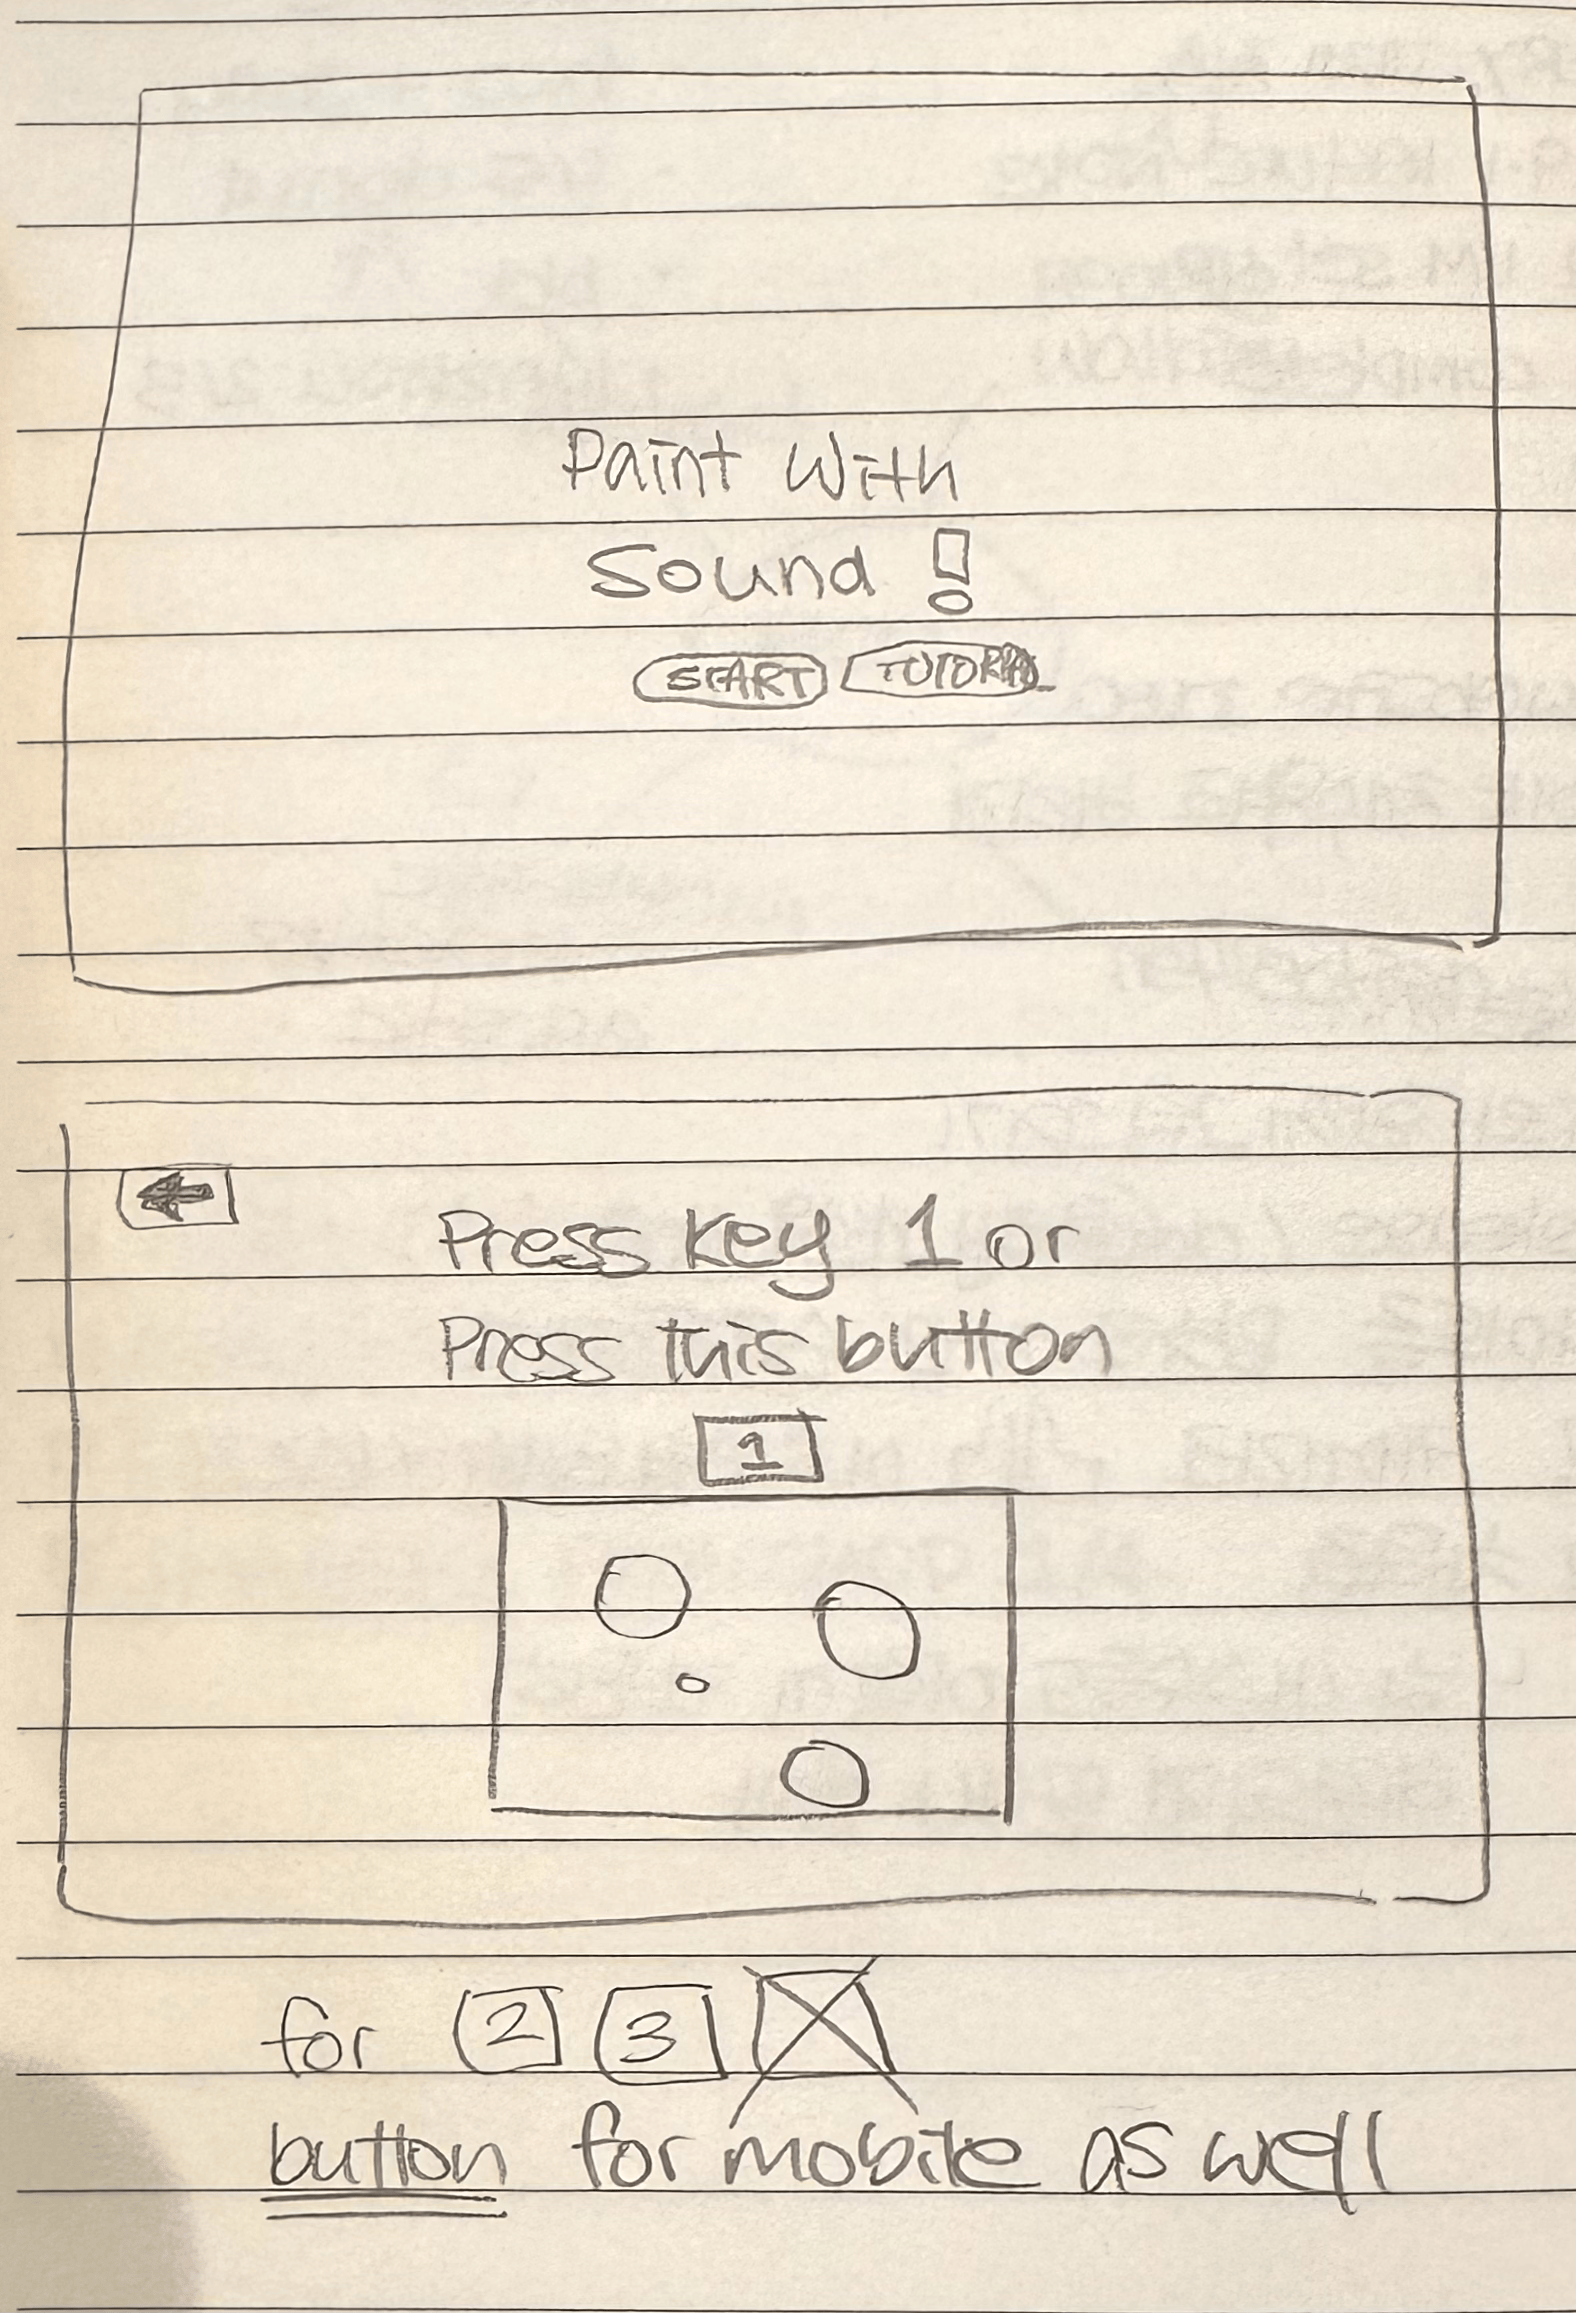 Paint With
Sound!
START TUTORIAL
Press Key 1 or
Press this button
1
for 2 3
button for mobile as well